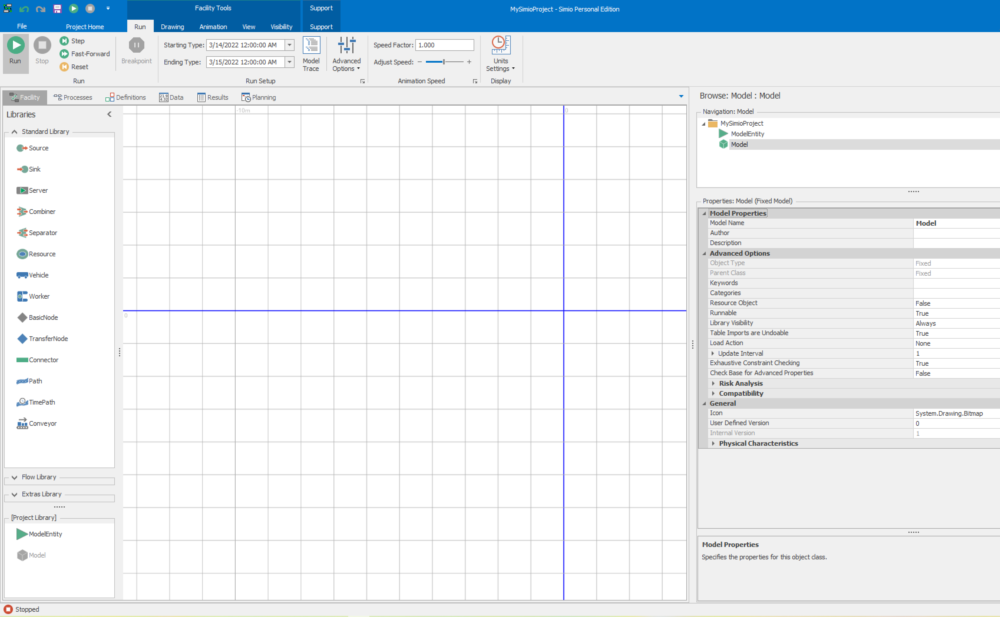 Facility Tools
Support
MySimioProject - Simio Personal Edition
File
Project Home
Run
Drawing
Animation
View
Visibility
Support
Run
Stop
Step
Fast-Forward
Reset
Run
Breakpoint
Starting Type: 3/14/2022 12:00:00 AM
Ending Type: 3/15/2022 12:00:00 AM
Model
Trace
Advanced
Options
Run Setup
Speed Factor: 1.000
Adjust Speed: − +
Animation Speed
Units
Settings
Display
Facility
Processes
Definitions
21.9
4.32
Data
Results
Planning
Libraries
Standard Library
Source
Sink
Server
Combiner
Separator
Resource
Vehicle
Worker
BasicNode
TransferNode
Connector
Path
TimePath
Conveyor
Flow Library
Extras Library
[Project Library]
ModelEntity
Model
-10m
0
0
Browse: Model : Model
Navigation: Model
MySimioProject
ModelEntity
Model
Properties: Model (Fixed Model)
Model Properties
Model Name Model
Author
Description
Advanced Options
Object Type Fixed
Parent Class Fixed
Keywords
Categories
Resource Object False
Runnable True
Library Visibility Always
Table Imports are Undoable True
Load Action None
Update Interval 1
Exhaustive Constraint Checking True
Check Base for Advanced Properties False
Risk Analysis
Compatibility
General
Icon System.Drawing.Bitmap
User Defined Version 0
Internal Version 1
Physical Characteristics
Model Properties
Specifies the properties for this object class.
Stopped